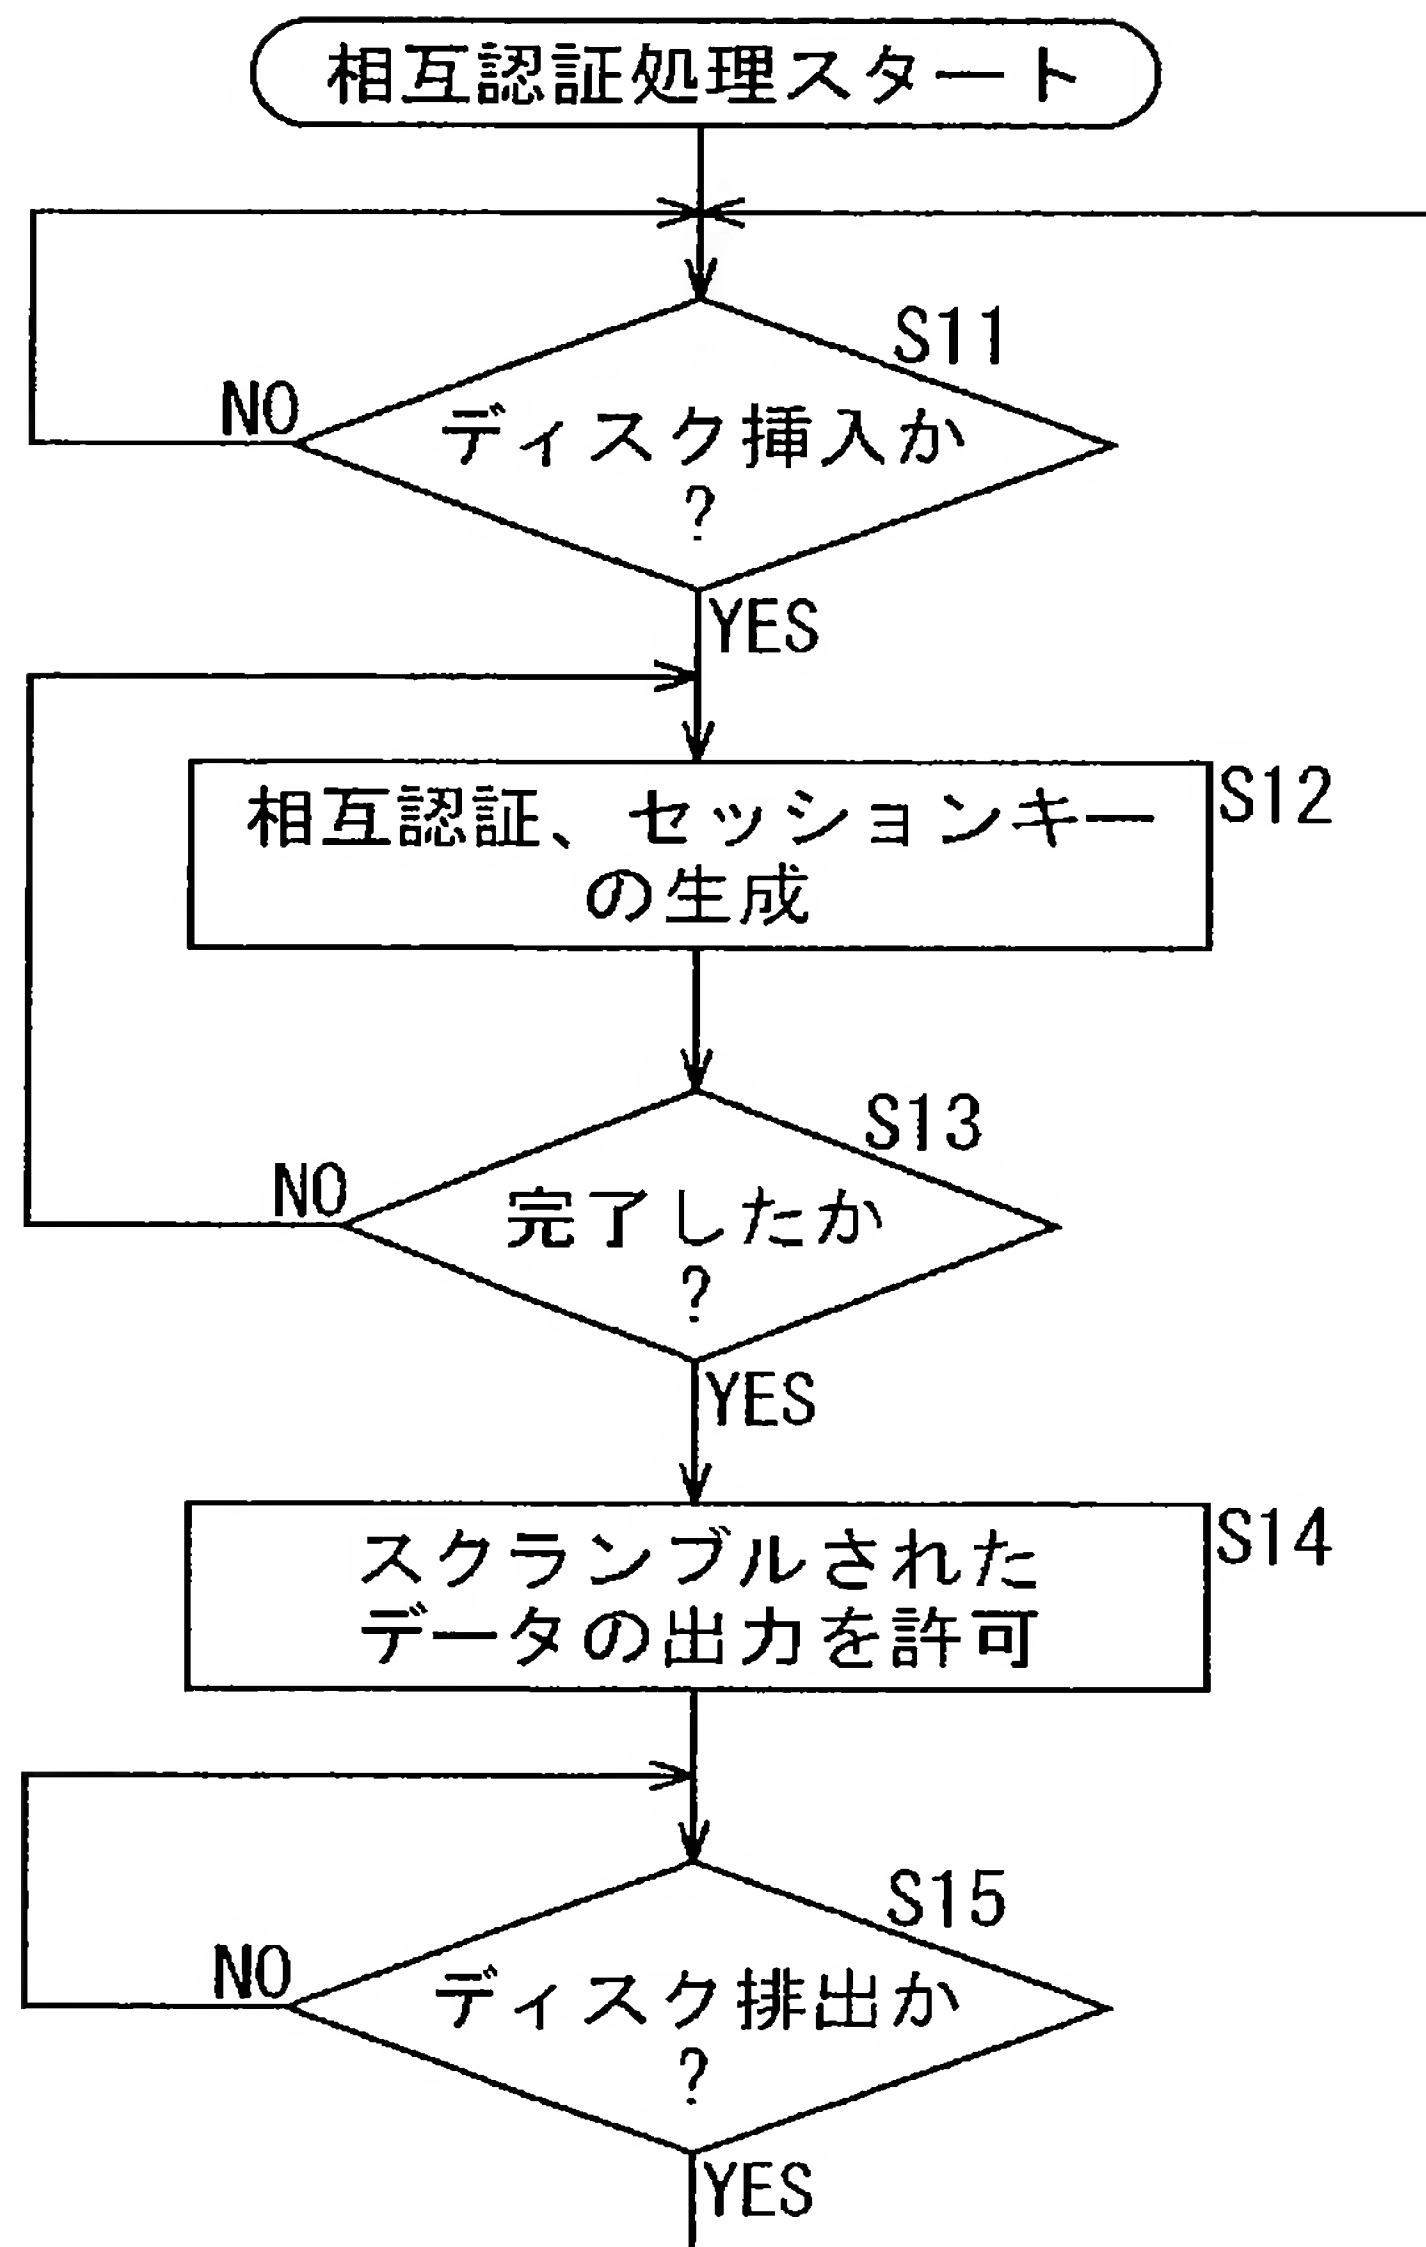 相互認証処理スタート
S11
NO
ディスク挿入か
?
YES
S12
相互認証、セッションキー
の生成
S13
NO
完了したか
?
YES
S14
スクランブルされた
データの出力を許可
S15
NO
ディスク排出か
?
YES